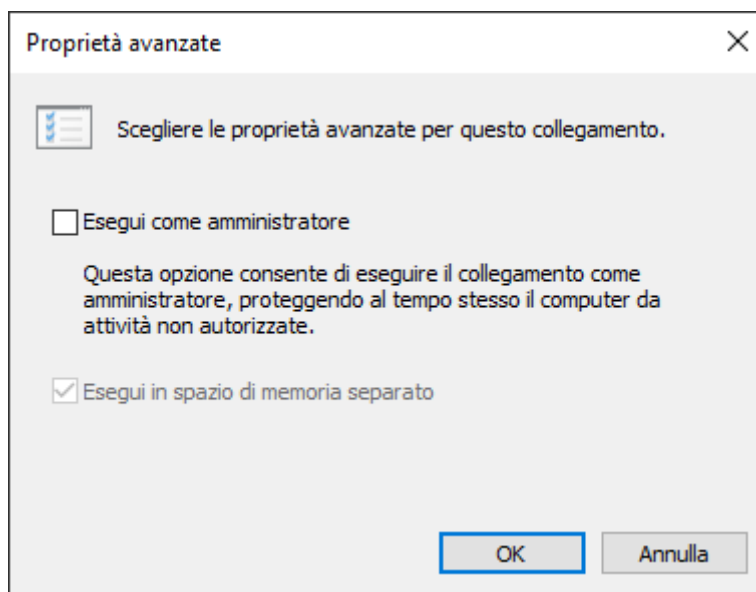 Proprietà avanzate
Scegliere le proprietà avanzate per questo collegamento.
Esegui come amministratore
Questa opzione consente di eseguire il collegamento come
amministratore, proteggendo al tempo stesso il computer da
attività non autorizzate.
Esegui in spazio di memoria separato
OK
Annulla